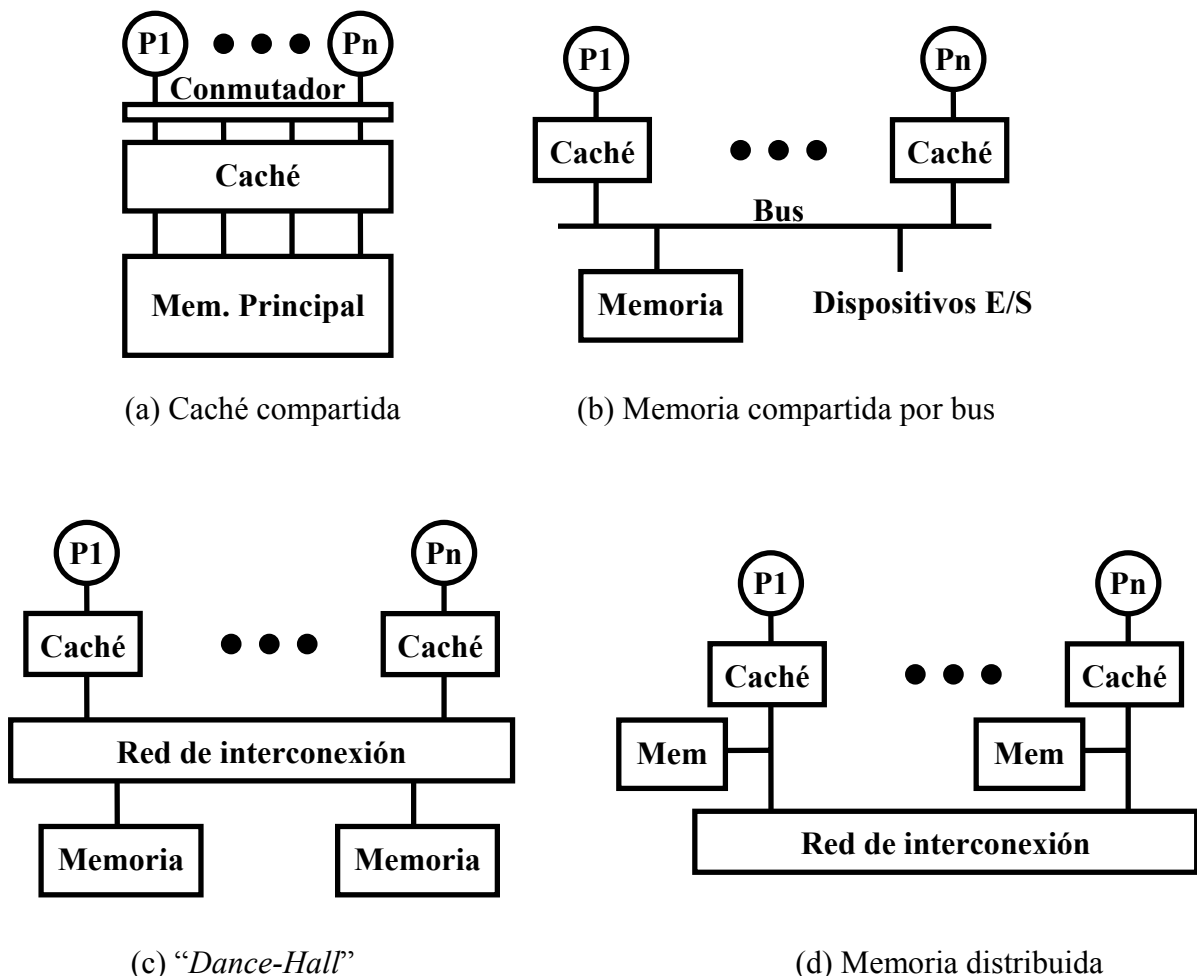 P1 Pn
Conmutador
Caché
Mem. Principal
(a) Caché compartida
P1 Pn
Caché Caché
Bus
Memoria Dispositivos E/S
(b) Memoria compartida por bus
P1 Pn
Caché Caché
Red de interconexión
Memoria Memoria
(c) “Dance-Hall”
P1 Pn
Caché Caché
Mem Mem
Red de interconexión
(d) Memoria distribuida